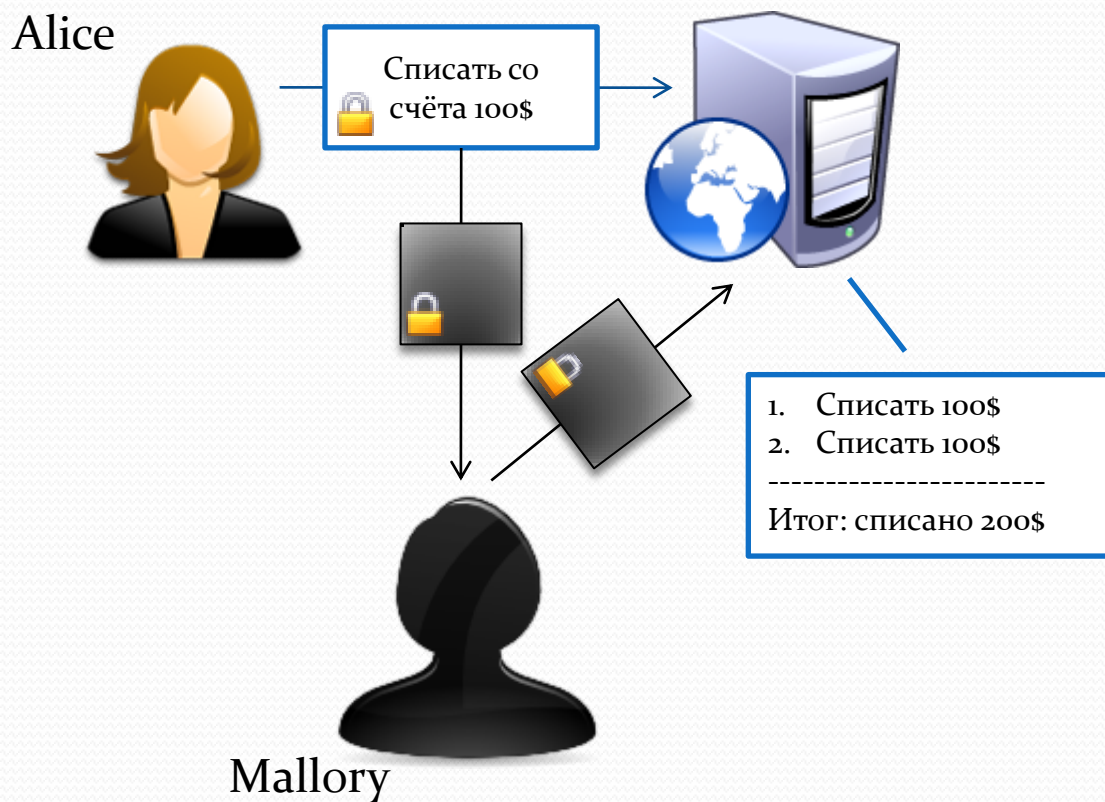 Alice
Списать со
счёта 100$
1. Списать 100$
2. Списать 100$
------------------------
Итог: списано 200$
Mallory